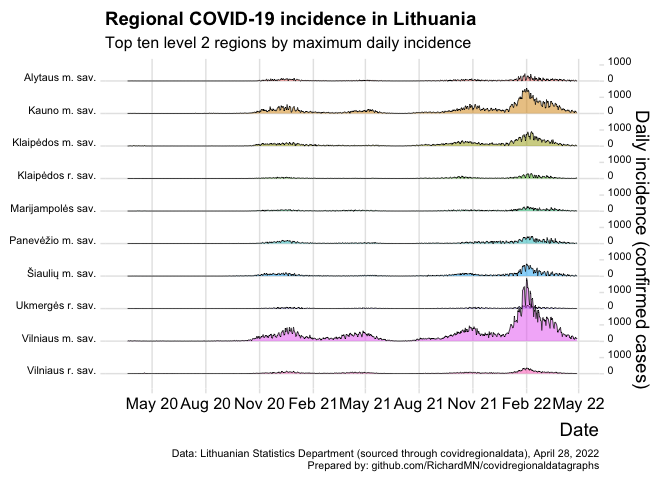 Regional COVID-19 incidence in Lithuania
Top ten level 2 regions by maximum daily incidence
Alytaus m. sav.
Kauno m. sav.
Klaipėdos m. sav.
Klaipėdos r. sav.
Marijampolės sav.
Panevėžio m. sav.
Šiaulių m. sav.
Ukmergės r. sav.
Vilniaus m. sav.
Vilniaus r. sav.
1000
0
1000
0
1000
0
1000
0
1000
0
1000
0
1000
0
1000
0
1000
0
1000
0
Daily incidence (confirmed cases)
May 20 Aug 20 Nov 20 Feb 21 May 21 Aug 21 Nov 21 Feb 22 May 22
Date
Data: Lithuanian Statistics Department (sourced through covidregionaldata), April 28, 2022
Prepared by: github.com/RichardMN/covidregionaldatagraphs